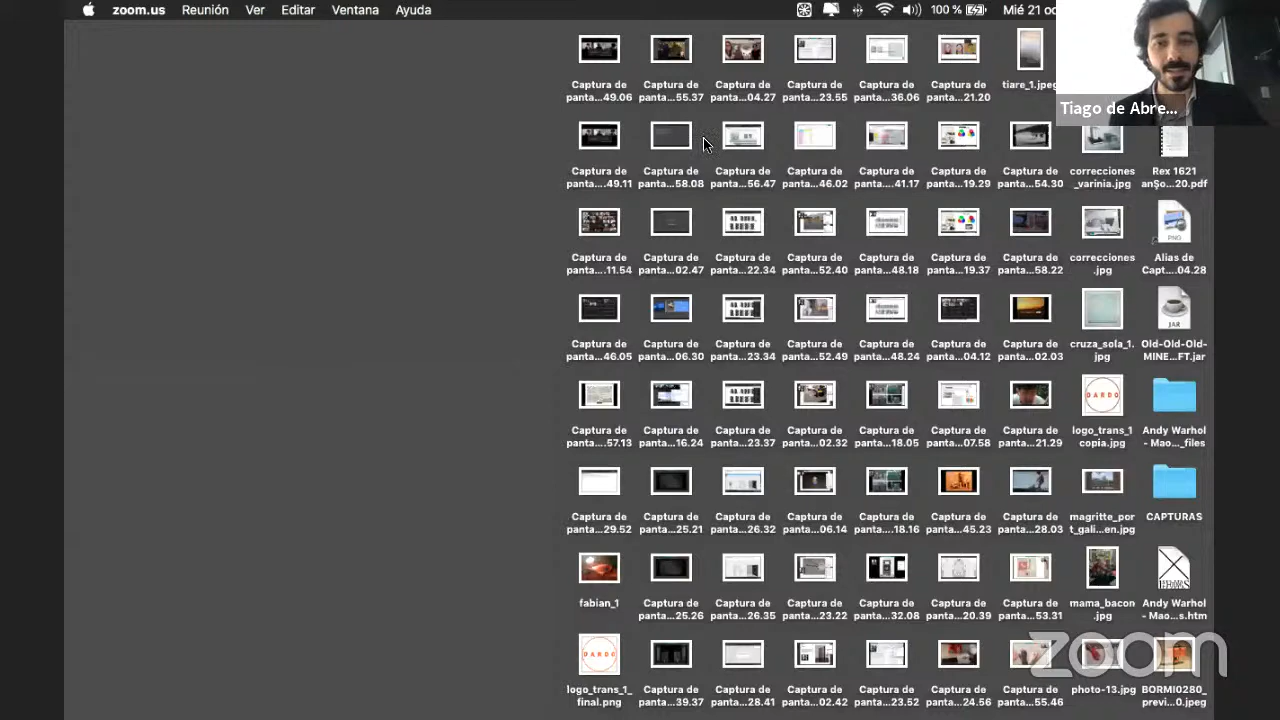 zoom.us Reunión Ver Editar Ventana Ayuda 100 % Mié 21 oc
Tiago de Abre...
Captura de Captura de Captura de Captura de Captura de Captura de tiare_1.jpeg
panta...49.06 panta...55.37 panta...04.27 panta...23.55 panta...36.06 panta...21.20
Captura de Captura de Captura de Captura de Captura de Captura de Captura de correcciones Rex 1621
panta....49.11 panta...58.08 panta...56.47 panta...46.02 panta....41.17 panta...19.29 panta...54.30 _varinia.jpg anŞo...20.pdf
PNG
Captura de Captura de Captura de Captura de Captura de Captura de Captura de correcciones Alias de
panta....11.54 panta...02.47 panta...22.34 panta...52.40 panta...48.18 panta...19.37 panta...58.22 .jpg Capt....04.28
JAR
Captura de Captura de Captura de Captura de Captura de Captura de Captura de cruza_sola_1. Old-Old-Old-
panta...46.05 panta...06.30 panta...23.34 panta...52.49 panta...48.24 panta...04.12 panta...02.03 jpg MINE...FT.jar
DARDO
Captura de Captura de Captura de Captura de Captura de Captura de Captura de logo_trans_1 Andy Warhol
panta....57.13 panta...16.24 panta...23.37 panta...02.32 panta...18.05 panta...07.58 panta...21.29 copia.jpg - Mao..._files
Captura de Captura de Captura de Captura de Captura de Captura de Captura de magritte_por CAPTURAS
panta...29.52 panta...25.21 panta...26.32 panta...06.14 panta....18.16 panta...45.23 panta...28.03 t_gali...en.jpg
fabian_1 Captura de Captura de Captura de Captura de Captura de Captura de mama_bacon Andy Warhol
panta...25.26 panta...26.35 panta...23.22 panta...32.08 panta...20.39 panta...53.31 .jpg - Mao...s.htm
DARDO
zoom
logo_trans_1_ Captura de Captura de Captura de Captura de Captura de Captura de photo-13.jpg BORMI0280_
final.png panta...39.37 panta...28.41 panta...02.42 panta...23.52 panta...24.56 panta...55.46 previ...0.jpeg